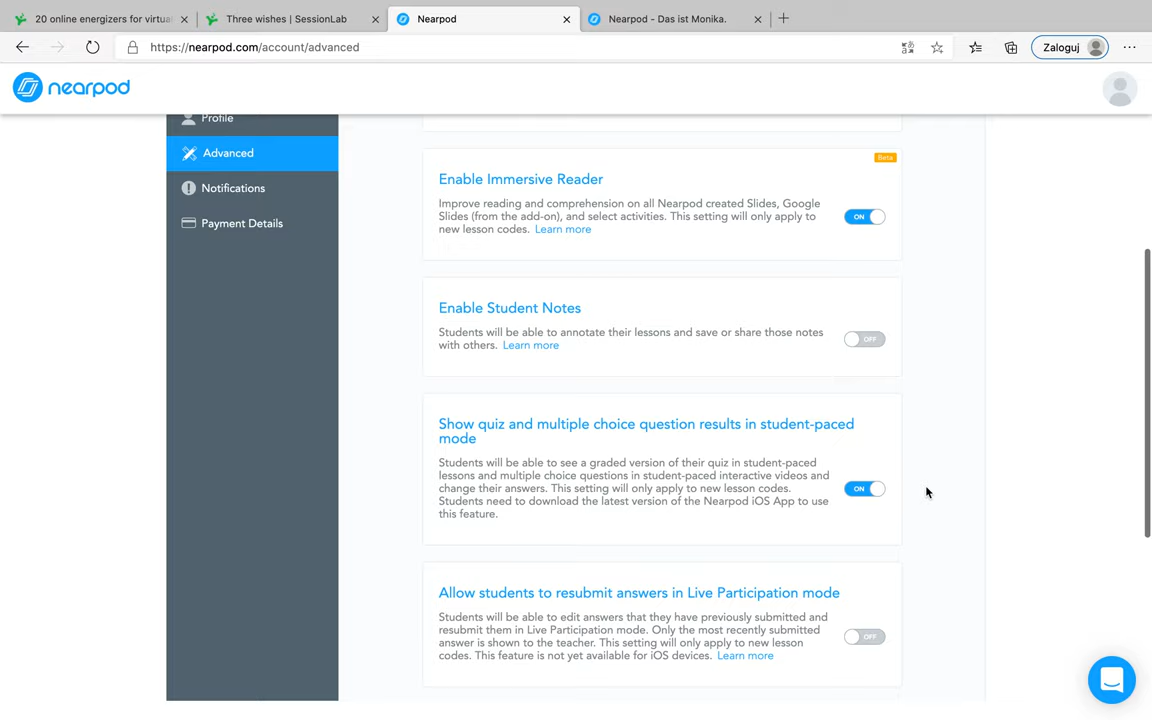 20 online energizers for virtua
Three wishes | SessionLab
Nearpod
Nearpod - Das ist Monika.
https://nearpod.com/account/advanced
Zaloguj
nearpod
Profile
Advanced
Notifications
Payment Details
Beta
Enable Immersive Reader
Improve reading and comprehension on all Nearpod created Slides, Google
Slides (from the add-on), and select activities. This setting will only apply to
new lesson codes. Learn more
ON
Enable Student Notes
Students will be able to annotate their lessons and save or share those notes
with others. Learn more
OFF
Show quiz and multiple choice question results in student-paced
mode
Students will be able to see a graded version of their quiz in student-paced
lessons and multiple choice questions in student-paced interactive videos and
change their answers. This setting will only apply to new lesson codes.
Students need to download the latest version of the Nearpod iOS App to use
this feature.
ON
Allow students to resubmit answers in Live Participation mode
Students will be able to edit answers that they have previously submitted and
resubmit them in Live Participation mode. Only the most recently submitted
answer is shown to the teacher. This setting will only apply to new lesson
codes. This feature is not yet available for iOS devices. Learn more
OFF